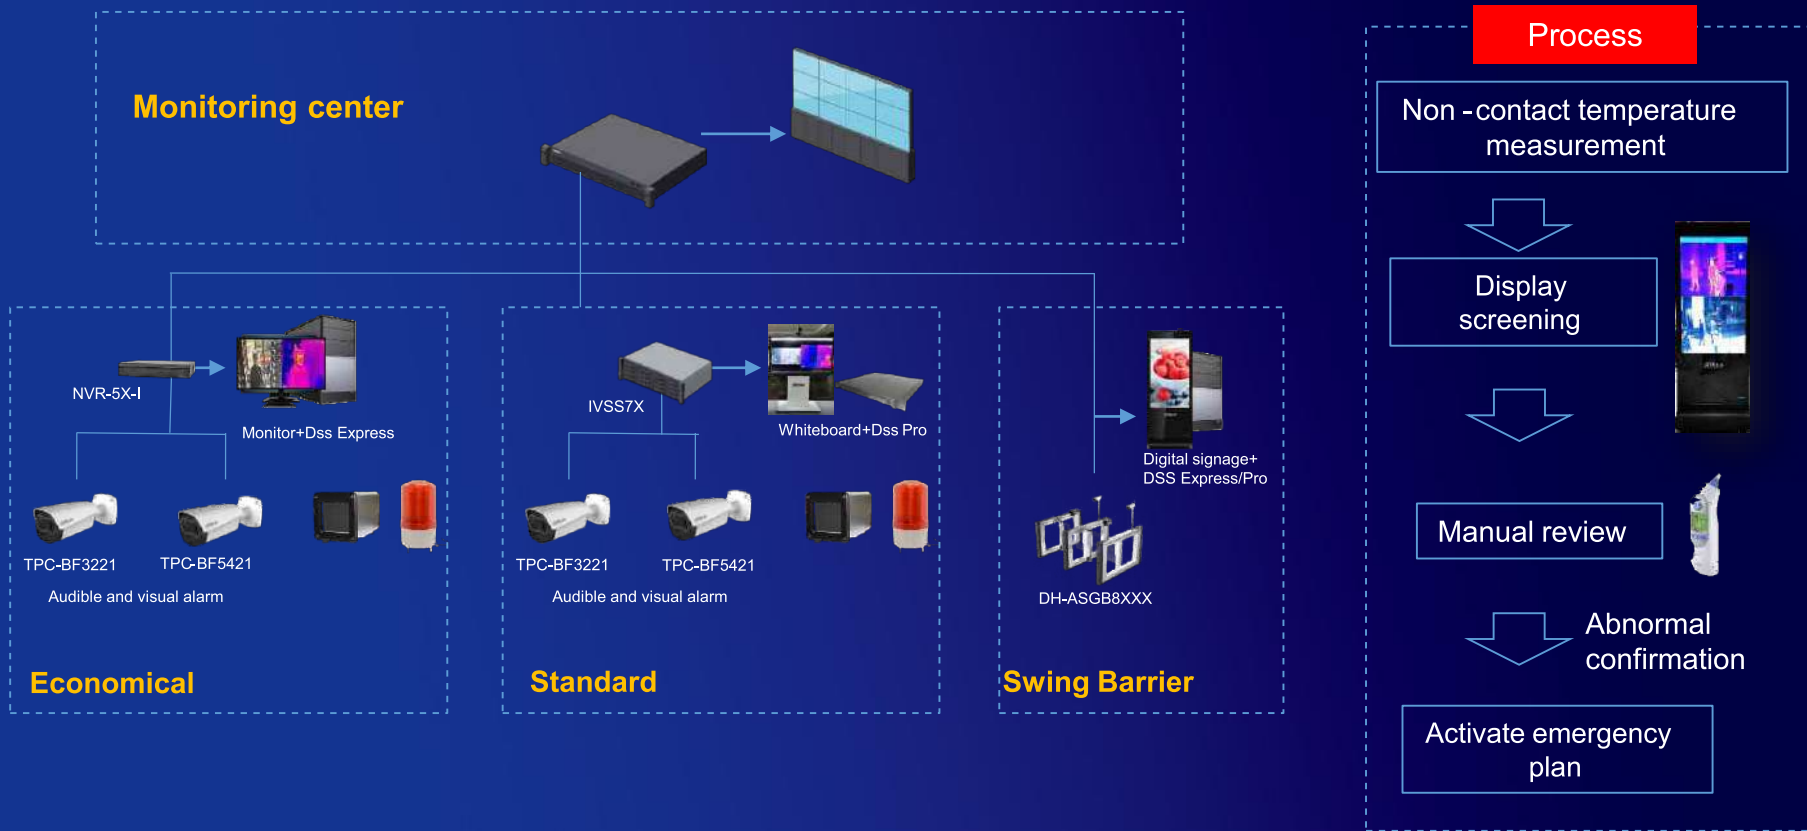 Monitoring center
NVR-5X-I
Monitor+Dss Express
TPC-BF3221
TPC-BF5421
Audible and visual alarm
Economical
IVSS7X
Whiteboard+Dss Pro
TPC-BF3221
TPC-BF5421
Audible and visual alarm
Standard
Digital signage+
DSS Express/Pro
DH-ASGB8XXX
Swing Barrier
Process
Non-contact temperature
measurement
Display
screening
Manual review
Abnormal
confirmation
Activate emergency
plan